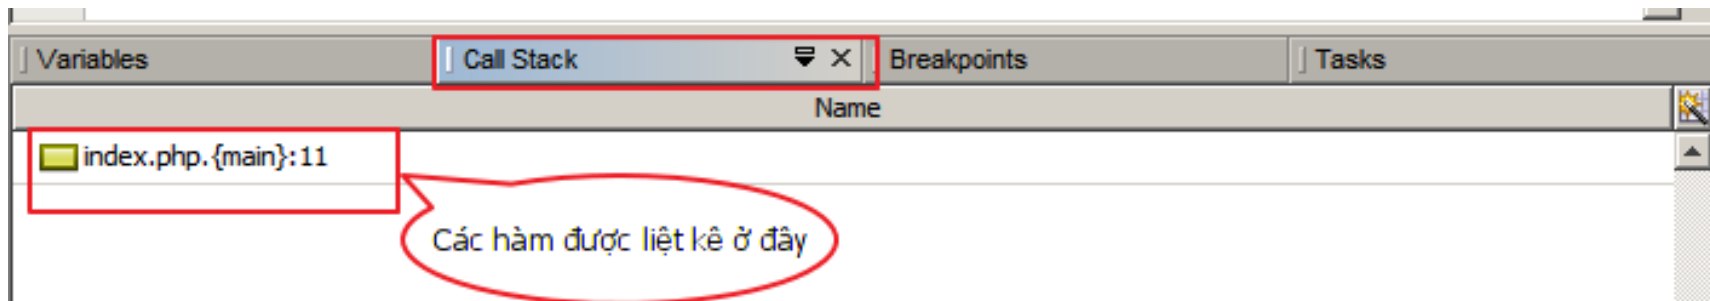 Variables
Call Stack
Breakpoints
Tasks
Name
index.php.{main}:11
Các hàm được liệt kê ở đây